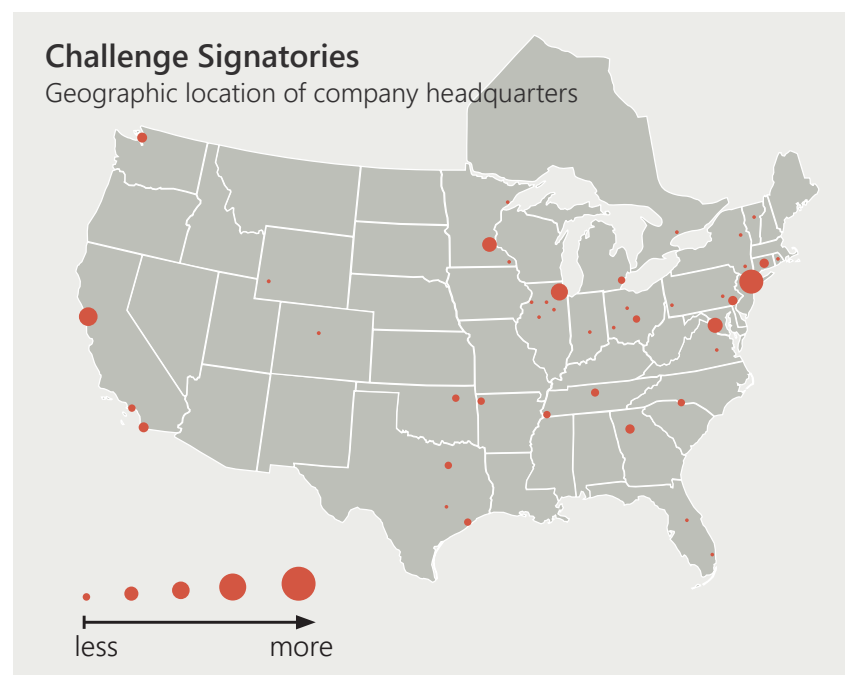 Challenge Signatories
Geographic location of company headquarters
less more